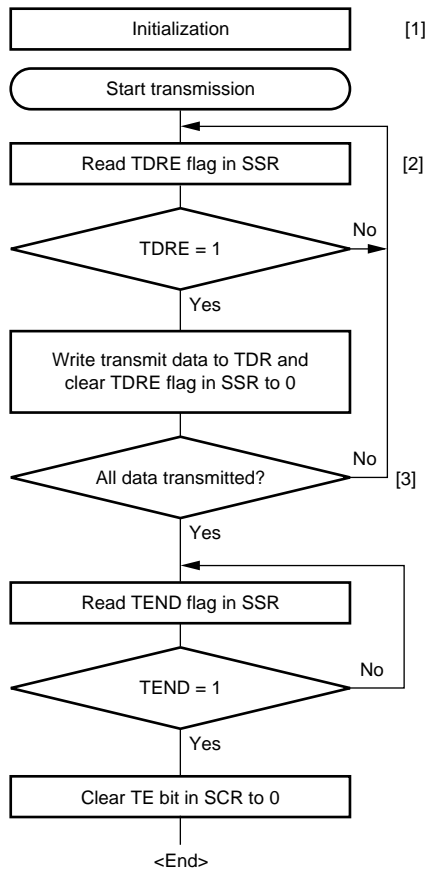 Initialization [1]
Start transmission
Read TDRE flag in SSR [2]
TDRE = 1
No
Yes
Write transmit data to TDR and
clear TDRE flag in SSR to 0
All data transmitted?
No
[3]
Yes
Read TEND flag in SSR
TEND = 1
No
Yes
Clear TE bit in SCR to 0
<End>